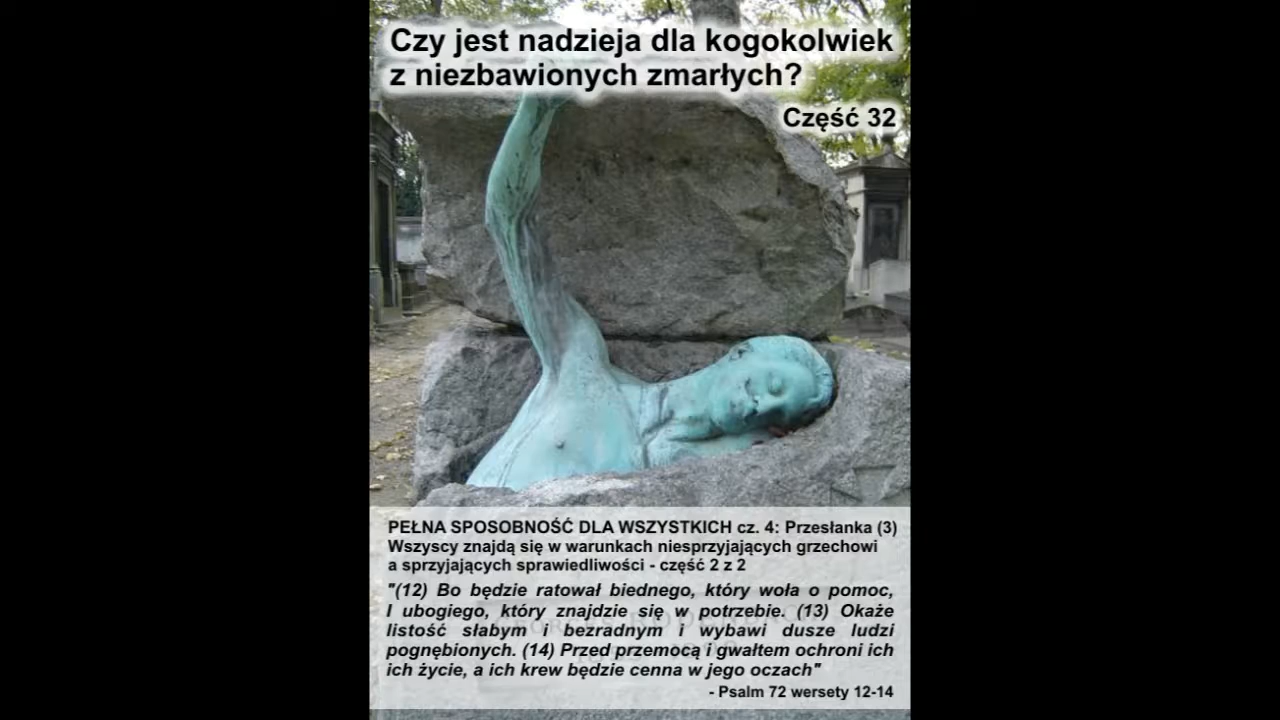 Czy jest nadzieja dla kogokolwiek
z niezbawionych zmarłych?
Część 32
PEŁNA SPOSOBNOŚĆ DLA WSZYSTKICH cz. 4: Przesłanka (3)
Wszyscy znajdą się w warunkach niesprzyjających grzechowi
a sprzyjających sprawiedliwości - część 2 z 2
"(12) Bo będzie ratował biednego, który woła o pomoc,
I ubogiego, który znajdzie się w potrzebie. (13) Okaże
listość słabym i bezradnym i wybawi dusze ludzi
pognębionych. (14) Przed przemocą i gwałtem ochroni ich
ich życie, a ich krew będzie cenna w jego oczach"
- Psalm 72 wersety 12-14